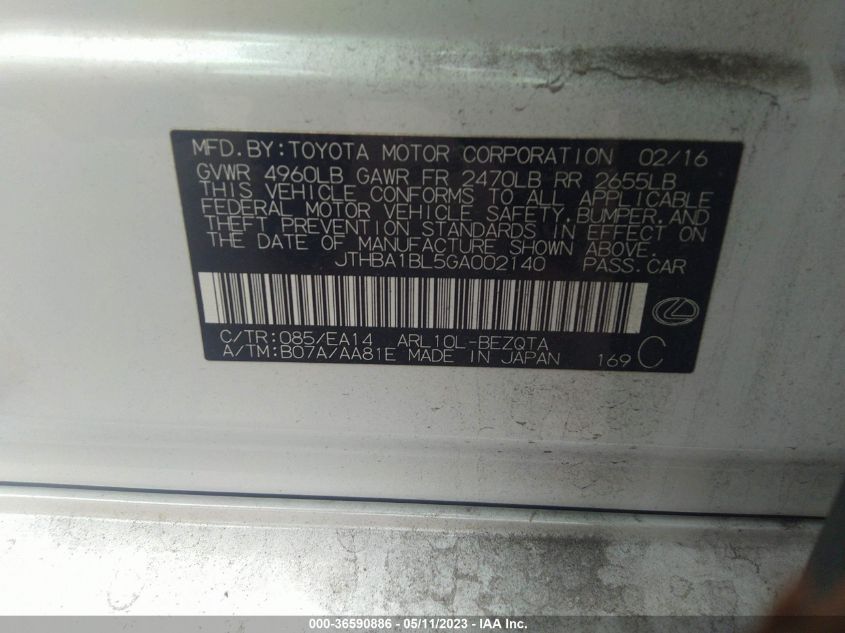 MFD. BY: TOYOTA MOTOR CORPORATION 02/16
GVWR 4960LB GAWR FR 2470LB RR 2655LB
THIS VEHICLE CONFORMS TO ALL APPLICABLE
FEDERAL MOTOR VEHICLE SAFETY, BUMPER, AND
THEFT PREVENTION STANDARDS IN EFFECT ON
THE DATE OF MANUFACTURE SHOWN ABOVE.
JTHBA1BL5GA002140 PASS. CAR
C/TR: 085/EA14 ARL10L-BEZQTA
A/TM: B07A/AA81E MADE IN JAPAN 169 C
000-36590886 - 05/11/2023 - IAA Inc.